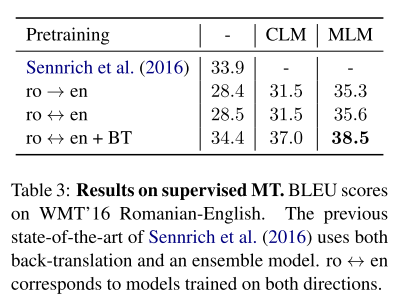 Pretraining - CLM MLM
Sennrich et al. (2016) 33.9 - -
ro → en 28.4 31.5 35.3
ro ↔ en 28.5 31.5 35.6
ro ↔ en + BT 34.4 37.0 38.5
Table 3: Results on supervised MT. BLEU scores
on WMT'16 Romanian-English. The previous
state-of-the-art of Sennrich et al. (2016) uses both
back-translation and an ensemble model. ro ↔ en
corresponds to models trained on both directions.